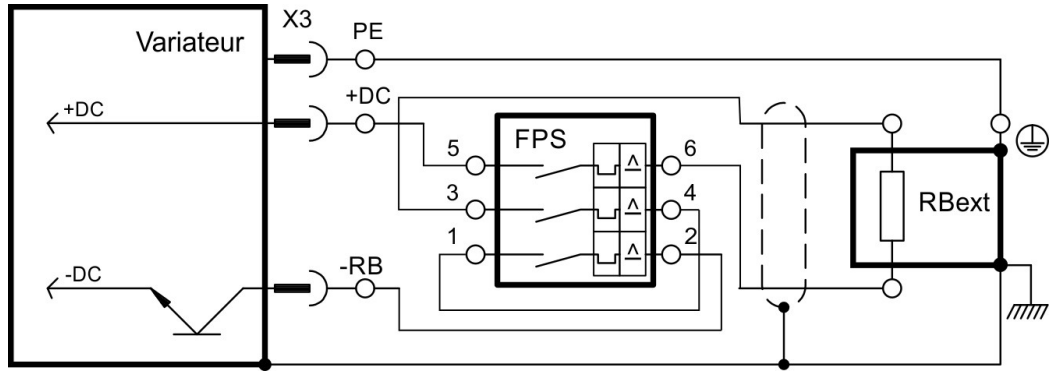 X3
PE
Variateur
+DC
+DC
FPS
5
6
3
4
1
2
RBext
-DC
-RB